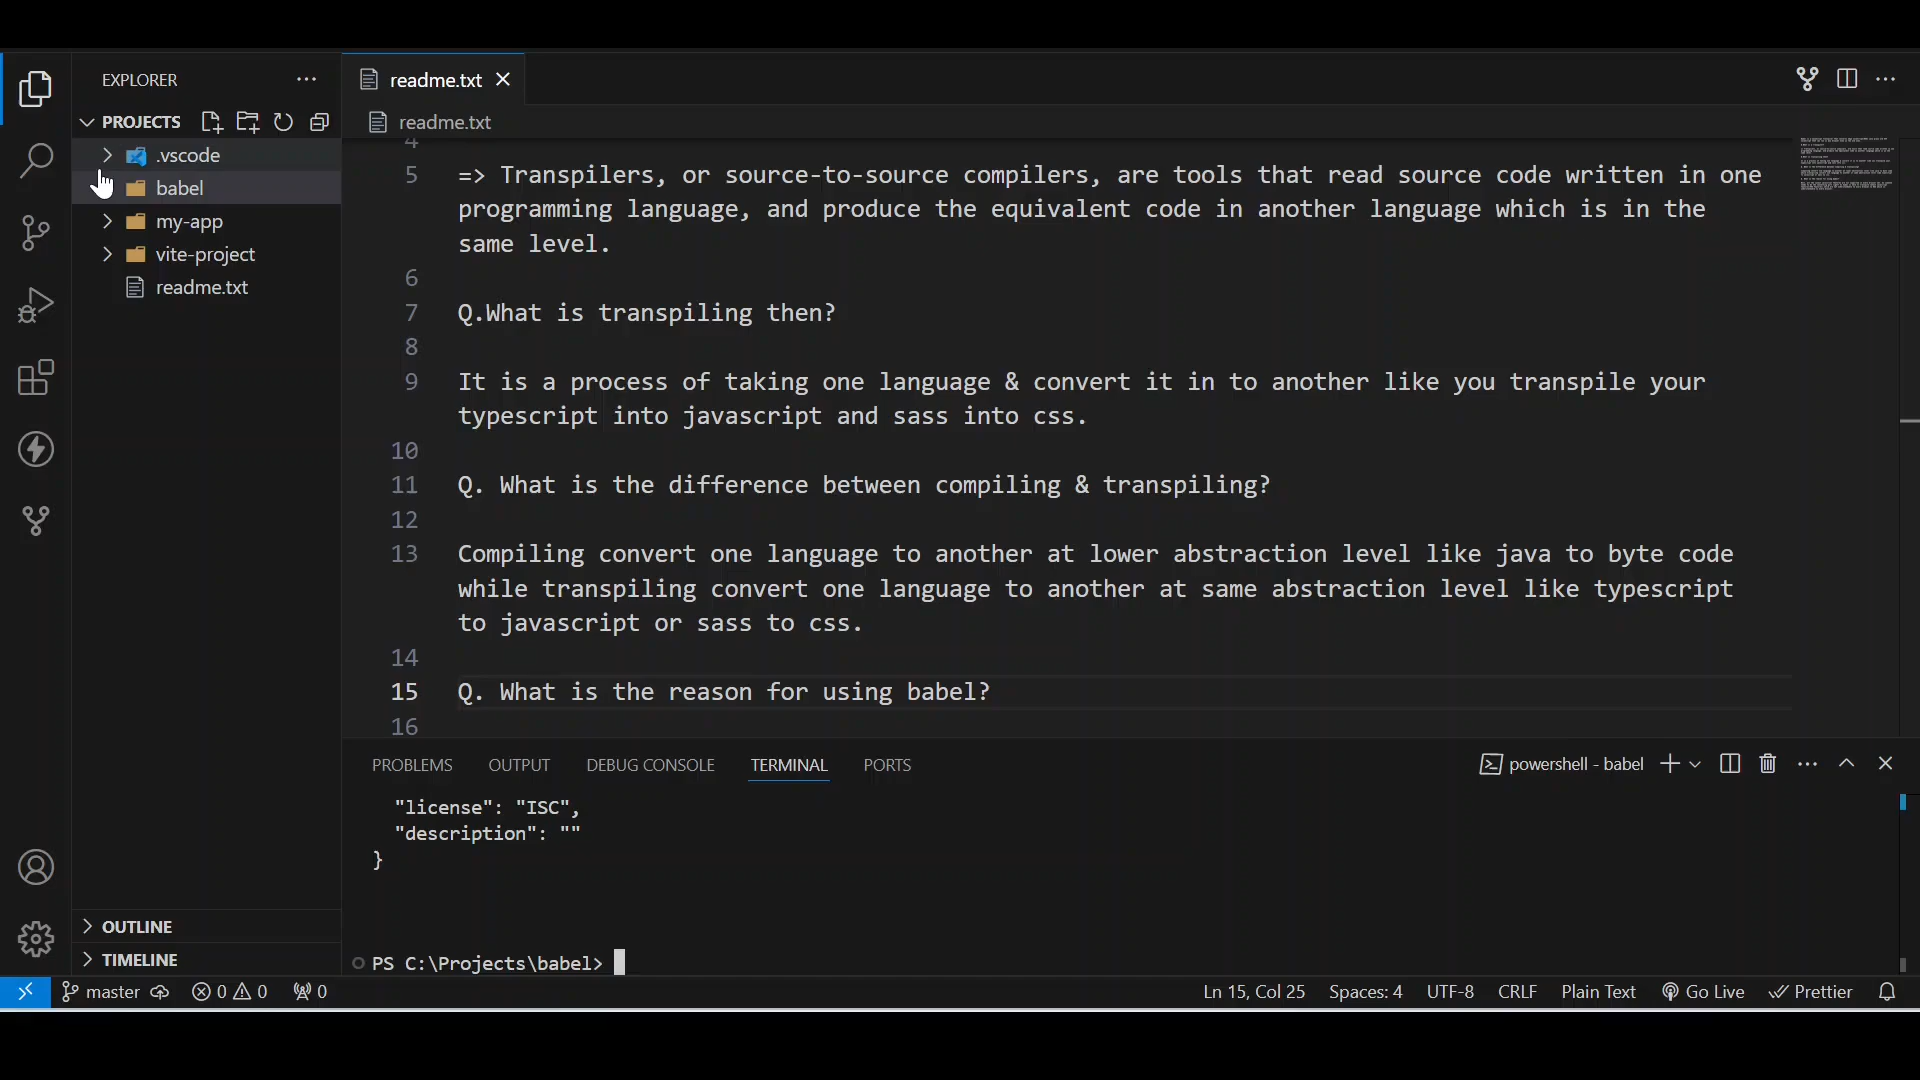 EXPLORER
PROJECTS
.vscode
babel
my-app
vite-project
readme.txt
OUTLINE
TIMELINE
readme.txt
readme.txt
4
5 => Transpilers, or source-to-source compilers, are tools that read source code written in one
programming language, and produce the equivalent code in another language which is in the
same level.
6
7 Q.What is transpiling then?
8
9 It is a process of taking one language & convert it in to another like you transpile your
typescript into javascript and sass into css.
10
11 Q. What is the difference between compiling & transpiling?
12
13 Compiling convert one language to another at lower abstraction level like java to byte code
while transpiling convert one language to another at same abstraction level like typescript
to javascript or sass to css.
14
15 Q. What is the reason for using babel?
16
PROBLEMS OUTPUT DEBUG CONSOLE TERMINAL PORTS powershell - babel
"license": "ISC",
"description": ""
}
PS C:\Projects\babel>
master 0 0 0 Ln 15, Col 25 Spaces: 4 UTF-8 CRLF Plain Text Go Live Prettier